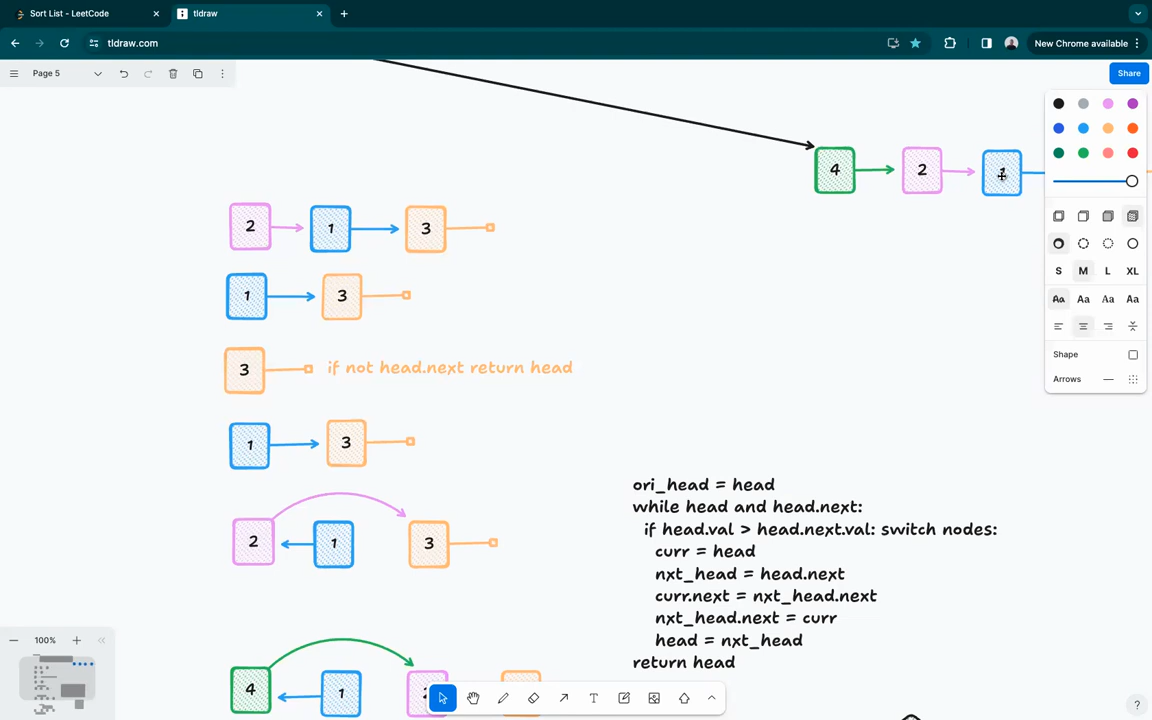 Sort List - LeetCode
tldraw
tldraw.com
New Chrome available
Page 5
Share
4 2 1
2 1 3
1 3
S M L XL
Aa Aa Aa Aa
Shape
Arrows
3 if not head.next return head
1 3
2 1 3
ori_head = head
while head and head.next:
if head.val > head.next.val: switch nodes:
curr = head
nxt_head = head.next
curr.next = nxt_head.next
nxt_head.next = curr
head = nxt_head
return head
100%
4 1
T
?